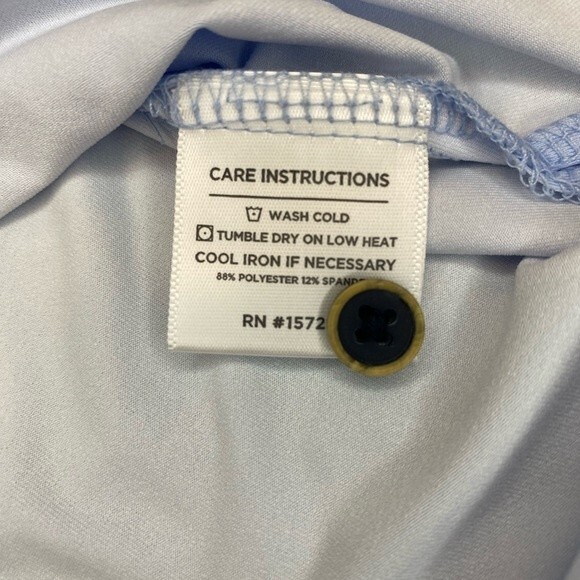 CARE INSTRUCTIONS
WASH COLD
TUMBLE DRY ON LOW HEAT
COOL IRON IF NECESSARY
88% POLYESTER 12%
RN #1572